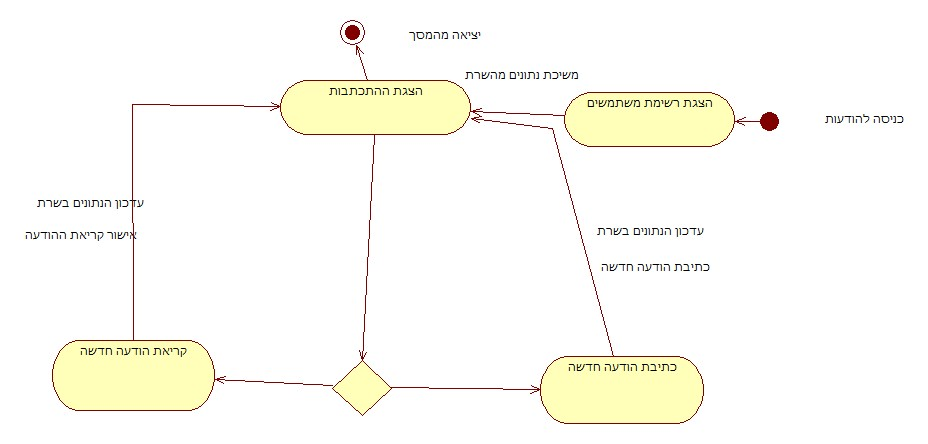 יציאה מהמסך
משיכת נתונים מהשרת
הצגת ההתכתבות
הצגת רשימת משתמשים
כניסה להודעות
עדכון הנתונים בשרת
אישור קריאת ההודעה
עדכון הנתונים בשרת
כתיבת הודעה חדשה
קריאת הודעה חדשה
כתיבת הודעה חדשה